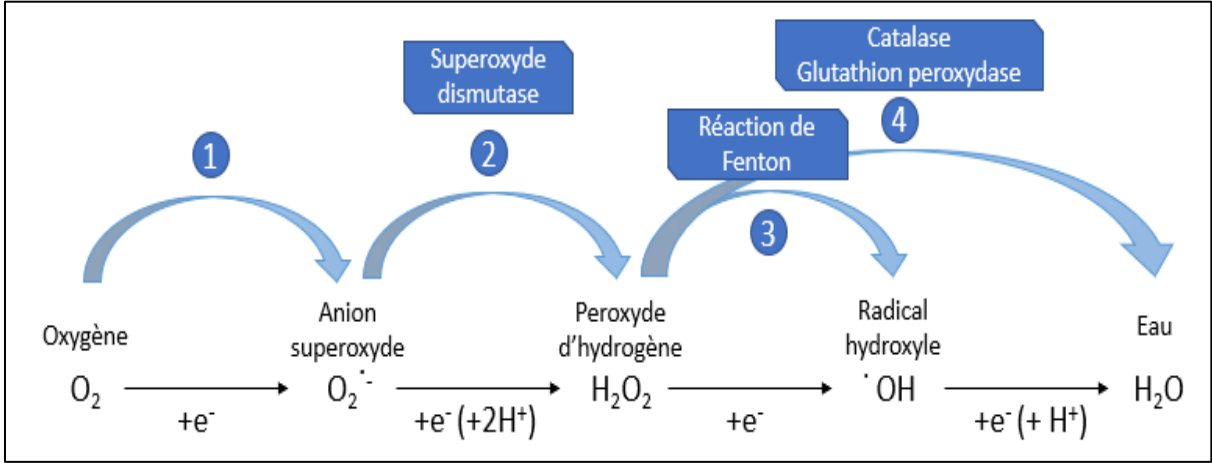 Superoxyde
dismutase
Catalase
Glutathion peroxydase
Réaction de
Fenton
1
2
3
4
Oxygène
Anion
superoxyde
Peroxyde
d'hydrogène
Radical
hydroxyle
Eau
O₂
+e⁻
O₂˙⁻
+e⁻ (+2H⁺)
H₂O₂
+e⁻
˙OH
+e⁻ (+ H⁺)
H₂O